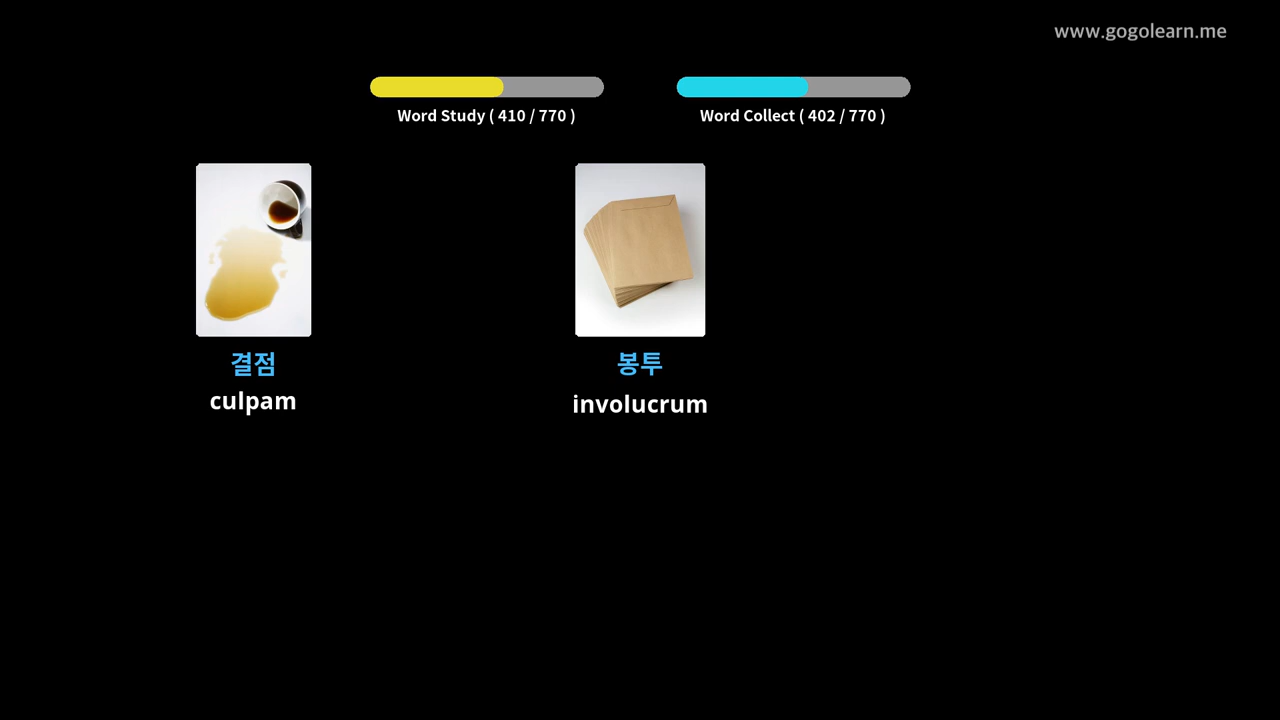 www.gogolearn.me
Word Study ( 410 / 770 )
Word Collect ( 402 / 770 )
결점
culpam
봉투
involucrum